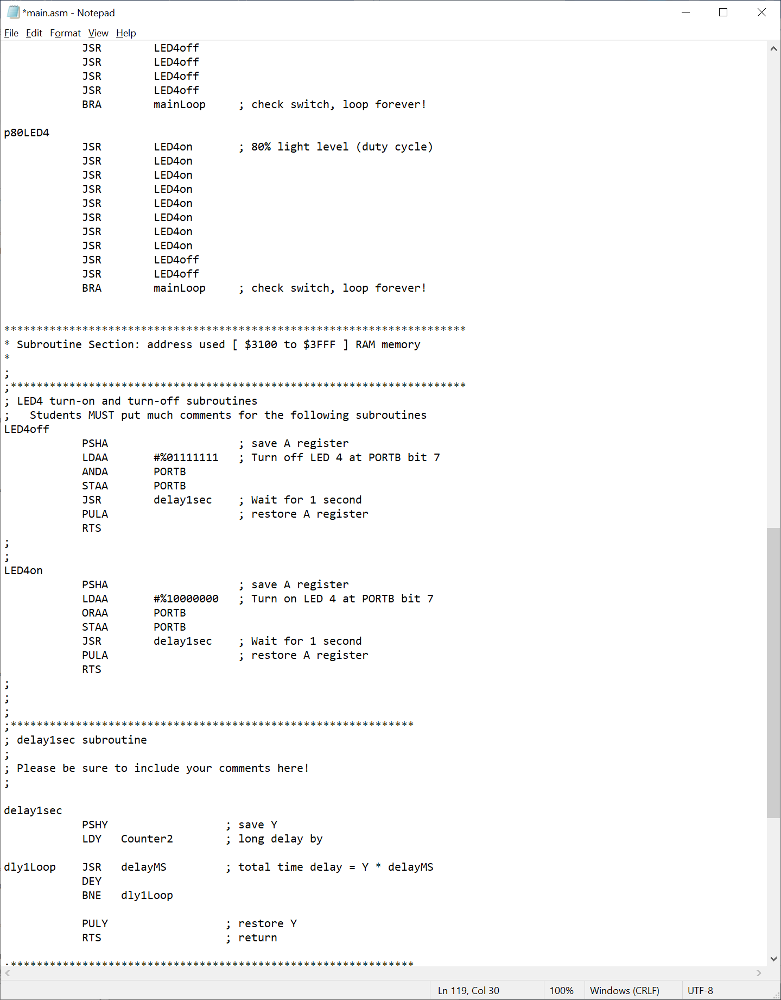 *main.asm - Notepad
File Edit Format View Help
            JSR        LED4off
            JSR        LED4off
            JSR        LED4off
            JSR        LED4off
            BRA        mainLoop     ; check switch, loop forever!

p80LED4
            JSR        LED4on       ; 80% light level (duty cycle)
            JSR        LED4on
            JSR        LED4on
            JSR        LED4on
            JSR        LED4on
            JSR        LED4on
            JSR        LED4on
            JSR        LED4on
            JSR        LED4off
            JSR        LED4off
            BRA        mainLoop     ; check switch, loop forever!


***********************************************************************
* Subroutine Section: address used [ $3100 to $3FFF ] RAM memory
*
;
;**********************************************************************
; LED4 turn-on and turn-off subroutines
;   Students MUST put much comments for the following subroutines
LED4off
            PSHA                    ; save A register
            LDAA       #%01111111   ; Turn off LED 4 at PORTB bit 7
            ANDA       PORTB
            STAA       PORTB
            JSR        delay1sec    ; Wait for 1 second
            PULA                    ; restore A register
            RTS
;
;
LED4on
            PSHA                    ; save A register
            LDAA       #%10000000   ; Turn on LED 4 at PORTB bit 7
            ORAA       PORTB
            STAA       PORTB
            JSR        delay1sec    ; Wait for 1 second
            PULA                    ; restore A register
            RTS
;
;
;
;**************************************************************
; delay1sec subroutine
;
; Please be sure to include your comments here!
;

delay1sec
            PSHY                  ; save Y
            LDY   Counter2        ; long delay by

dly1Loop    JSR   delayMS         ; total time delay = Y * delayMS
            DEY
            BNE   dly1Loop

            PULY                  ; restore Y
            RTS                   ; return

;**************************************************************
Ln 119, Col 30 100% Windows (CRLF) UTF-8